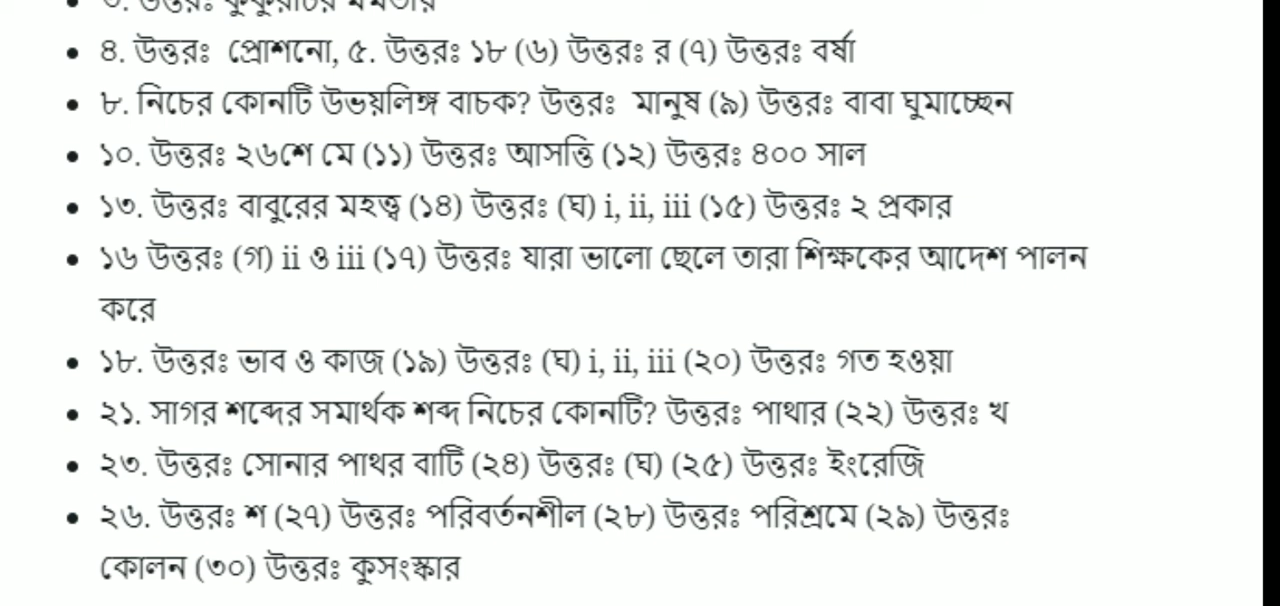 ৩. উত্তরঃ কুকুরটির মমতায়
৪. উত্তরঃ প্রোশনো, ৫. উত্তরঃ ১৮ (৬) উত্তরঃ র (৭) উত্তরঃ বর্ষা
৮. নিচের কোনটি উভয়লিঙ্গ বাচক? উত্তরঃ মানুষ (৯) উত্তরঃ বাবা ঘুমাচ্ছেন
১০. উত্তরঃ ২৬শে মে (১১) উত্তরঃ আসত্তি (১২) উত্তরঃ ৪০০ সাল
১৩. উত্তরঃ বাবুরের মহত্ত্ব (১৪) উত্তরঃ (ঘ) i, ii, iii (১৫) উত্তরঃ ২ প্রকার
১৬ উত্তরঃ (গ) ii ও iii (১৭) উত্তরঃ যারা ভালো ছেলে তারা শিক্ষকের আদেশ পালন
করে
১৮. উত্তরঃ ভাব ও কাজ (১৯) উত্তরঃ (ঘ) i, ii, iii (২০) উত্তরঃ গত হওয়া
২১. সাগর শব্দের সমার্থক শব্দ নিচের কোনটি? উত্তরঃ পাথার (২২) উত্তরঃ খ
২৩. উত্তরঃ সোনার পাথর বাটি (২৪) উত্তরঃ (ঘ) (২৫) উত্তরঃ ইংরেজি
২৬. উত্তরঃ শ (২৭) উত্তরঃ পরিবর্তনশীল (২৮) উত্তরঃ পরিশ্রমে (২৯) উত্তরঃ
কোলন (৩০) উত্তরঃ কুসংস্কার